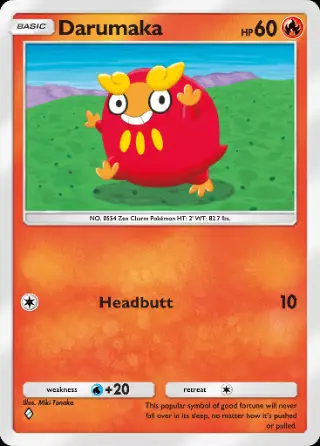 BASIC Darumaka HP60
NO. 0554 Zen Charm Pokémon HT: 2' WT: 82.7 lbs.
Headbutt 10
weakness +20 retreat
Illus. Miki Tanaka
This popular symbol of good fortune will never
fall over in its sleep, no matter how it's pushed
or pulled.